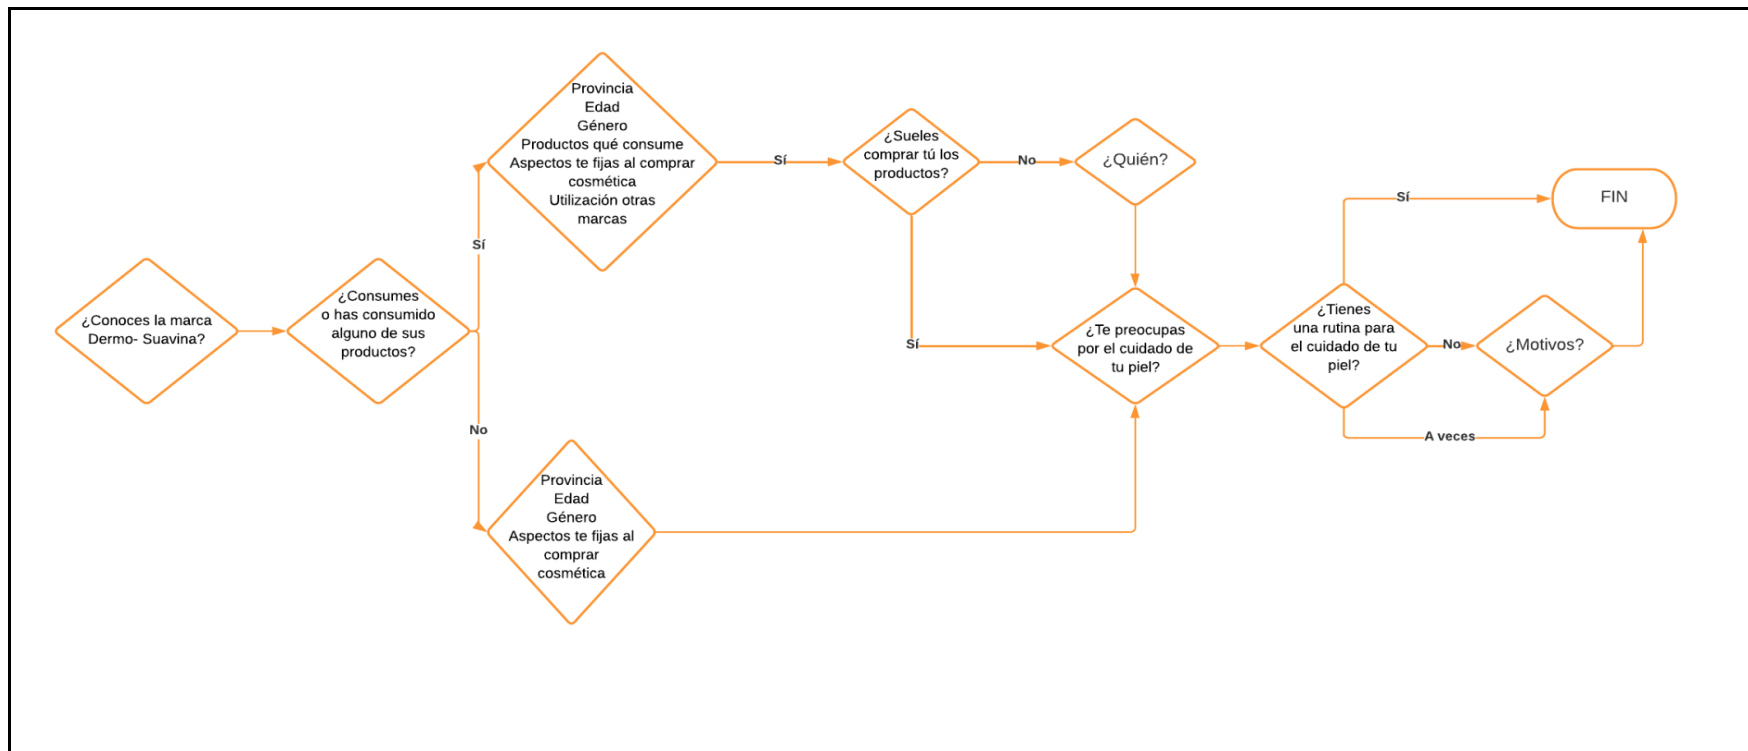 ¿Conoces la marca
Dermo- Suavina?
¿Consumes
o has consumido
alguno de sus
productos?
Sí
No
Provincia
Edad
Género
Productos qué consume
Aspectos te fijas al comprar
cosmética
Utilización otras
marcas
Provincia
Edad
Género
Aspectos te fijas al
comprar
cosmética
Sí
¿Sueles
comprar tú los
productos?
No
¿Quién?
Sí
¿Te preocupas
por el cuidado de
tu piel?
¿Tienes
una rutina para
el cuidado de tu
piel?
Sí
No
A veces
¿Motivos?
FIN